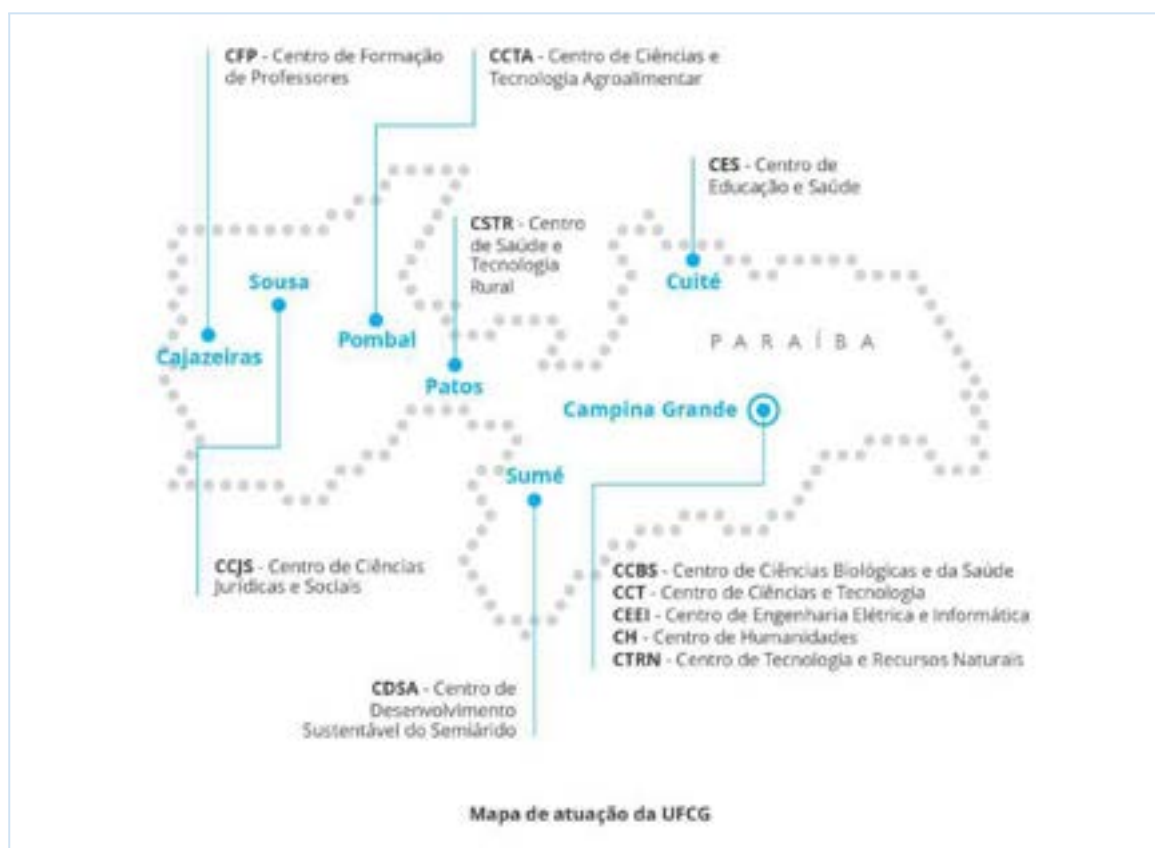 CFP - Centro de Formação
de Professores
CCTA - Centro de Ciências e
Tecnologia Agroalimentar
CES - Centro de
Educação e Saúde
CSTR - Centro
de Saúde e
Tecnologia
Rural
Sousa
Cuité
Pombal
PARAÍBA
Cajazeiras
Patos
Campina Grande
Sumé
CCJS - Centro de Ciências
Jurídicas e Sociais
CCBS - Centro de Ciências Biológicas e da Saúde
CCT - Centro de Ciências e Tecnologia
CEEI - Centro de Engenharia Elétrica e Informática
CH - Centro de Humanidades
CTRN - Centro de Tecnologia e Recursos Naturais
CDSA - Centro de
Desenvolvimento
Sustentável do Semiárido
Mapa de atuação da UFCG